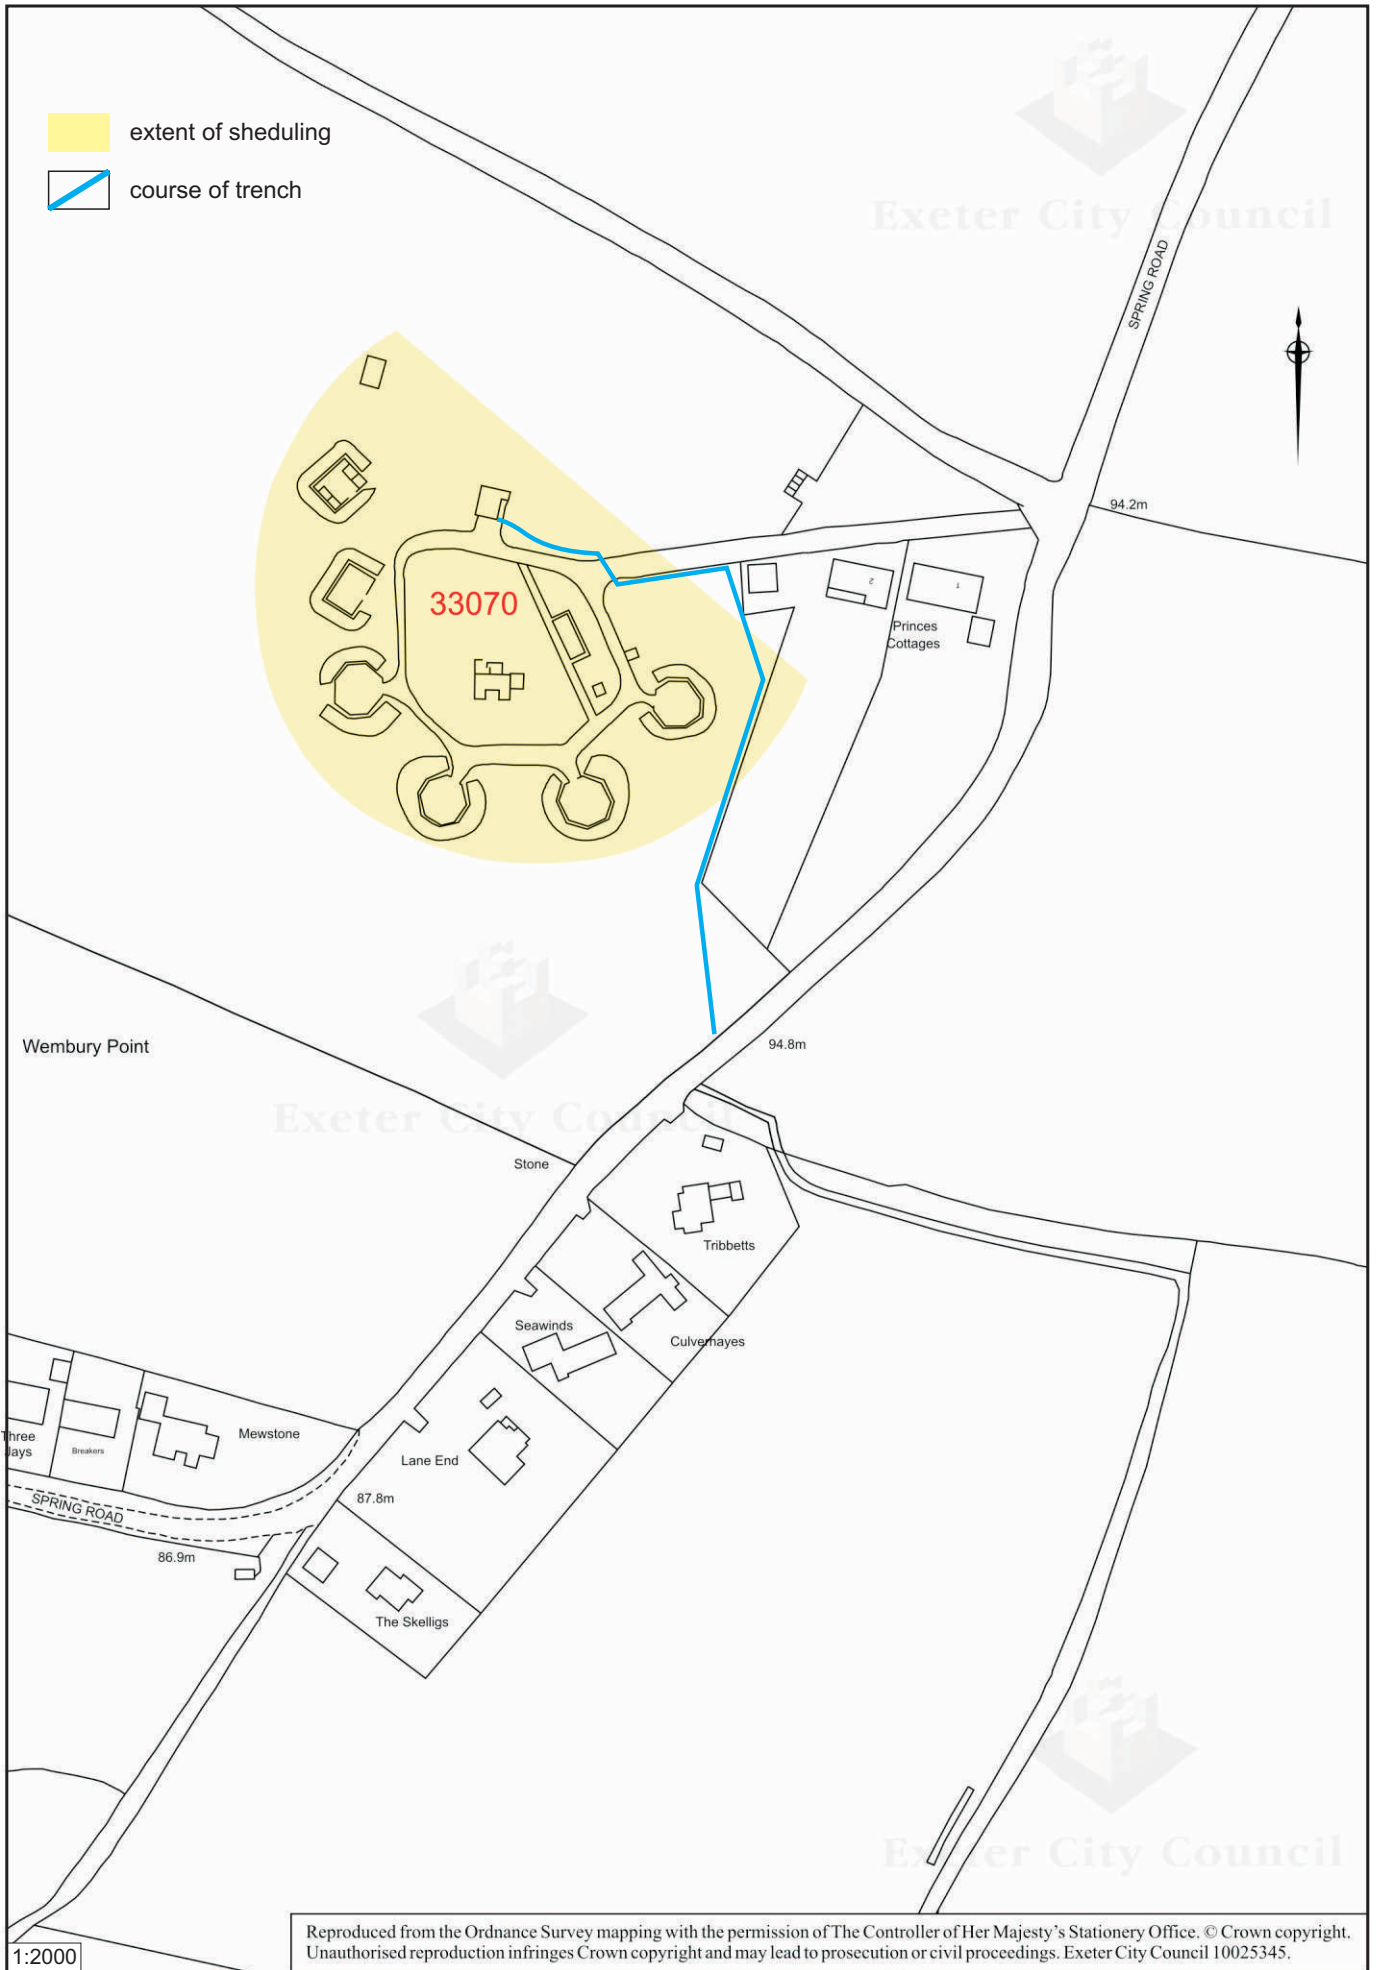 extent of sheduling
course of trench
Exeter City Council
SPRING ROAD
94.2m
33070
2
1
Princes
Cottages
Wembury Point
94.8m
Exeter City Council
Stone
Tribbetts
Seawinds
Culverhayes
Three
Jays
Breakers
Mewstone
Lane End
87.8m
SPRING ROAD
86.9m
The Skelligs
Exeter City Council
Reproduced from the Ordnance Survey mapping with the permission of The Controller of Her Majesty's Stationery Office. © Crown copyright.
Unauthorised reproduction infringes Crown copyright and may lead to prosecution or civil proceedings. Exeter City Council 10025345.
1:2000